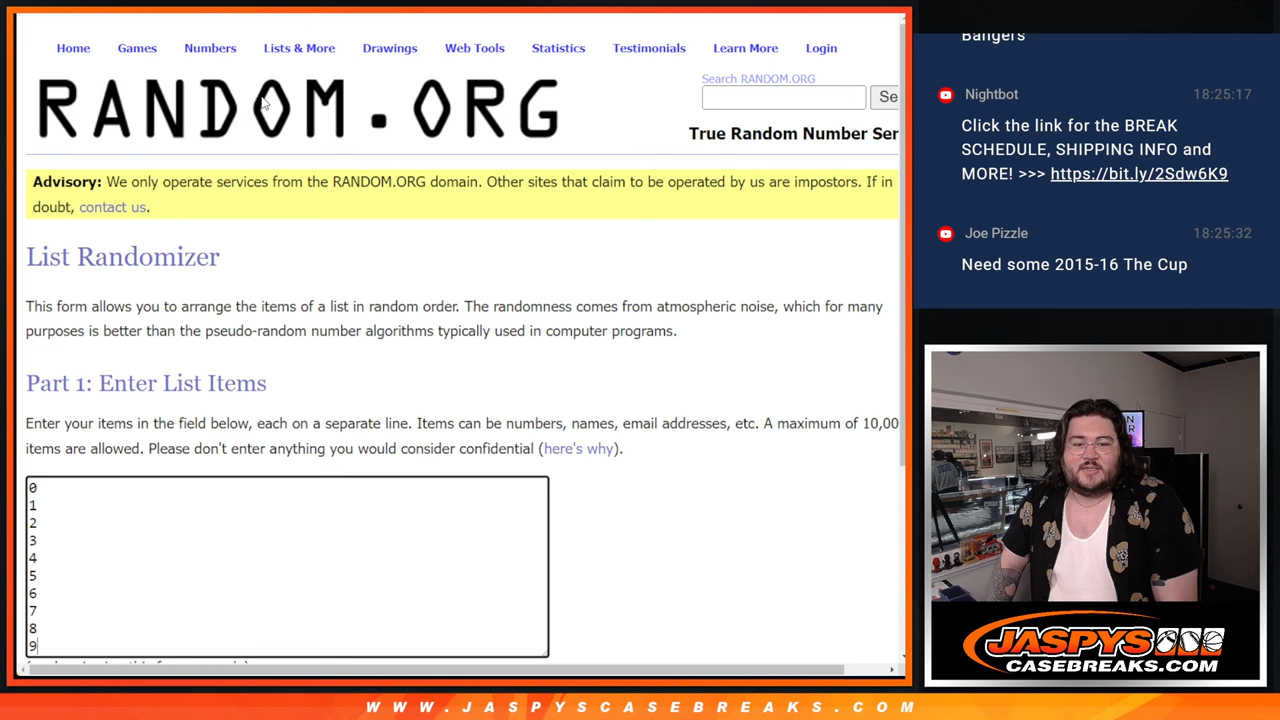 Home Games Numbers Lists & More Drawings Web Tools Statistics Testimonials Learn More Login
RANDOM.ORG
Search RANDOM.ORG
Se
True Random Number Ser
Advisory: We only operate services from the RANDOM.ORG domain. Other sites that claim to be operated by us are impostors. If in
doubt, contact us.
List Randomizer
This form allows you to arrange the items of a list in random order. The randomness comes from atmospheric noise, which for many
purposes is better than the pseudo-random number algorithms typically used in computer programs.
Part 1: Enter List Items
Enter your items in the field below, each on a separate line. Items can be numbers, names, email addresses, etc. A maximum of 10,00
items are allowed. Please don't enter anything you would consider confidential (here's why).
0
1
2
3
4
5
6
7
8
9
Bangers
Nightbot 18:25:17
Click the link for the BREAK
SCHEDULE, SHIPPING INFO and
MORE! >>> https://bit.ly/2Sdw6K9
Joe Pizzle 18:25:32
Need some 2015-16 The Cup
JASPYS
CASEBREAKS.COM
WWW.JASPYSCASEBREAKS.COM